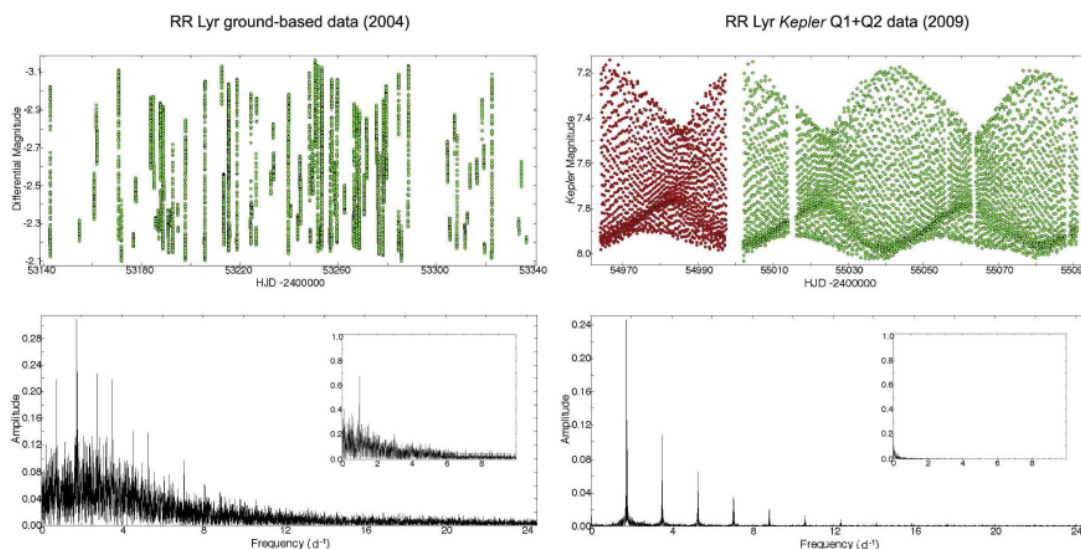 RR Lyr ground-based data (2004)
RR Lyr Kepler Q1+Q2 data (2009)
-3.1
-2.9
-2.7
-2.5
-2.3
-2.1
Differential Magnitude
53140 53180 53220 53260 53300 53340
HJD -2400000
7.2
7.4
7.6
7.8
8.0
Kepler Magnitude
54970 54990 55010 55030 55050 55070 5509
HJD -2400000
0.28
0.24
0.20
0.16
0.12
0.08
0.04
0.00
Amplitude
0 4 8 12 16 20 24
Frequency (d-1)
1.0
0.8
0.6
0.4
0.2
0
0 2 4 6 8
0.24
0.20
0.16
0.12
0.08
0.04
0.00
Amplitude
0 4 8 12 16 20 24
Frequency (d-1)
1.0
0.8
0.6
0.4
0.2
0
0 2 4 6 8